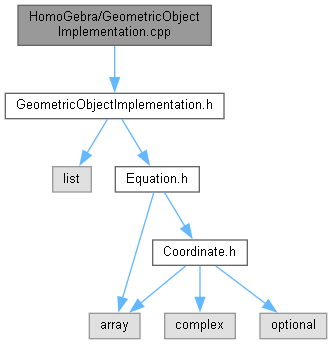 HomoGebra/GeometricObject
Implementation.cpp
GeometricObjectImplementation.h
list
Equation.h
Coordinate.h
array
complex
optional